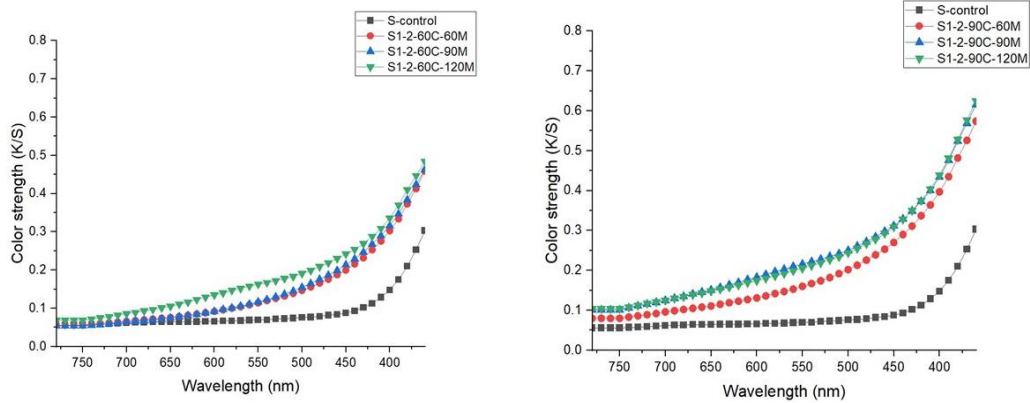 S-control
S1-2-60C-60M
S1-2-60C-90M
S1-2-60C-120M
0.8
0.7
0.6
0.5
0.4
0.3
0.2
0.1
0.0
Color strength (K/S)
750 700 650 600 550 500 450 400
Wavelength (nm)
S-control
S1-2-90C-60M
S1-2-90C-90M
S1-2-90C-120M
0.8
0.7
0.6
0.5
0.4
0.3
0.2
0.1
0.0
Color strength (K/S)
750 700 650 600 550 500 450 400
Wavelength (nm)